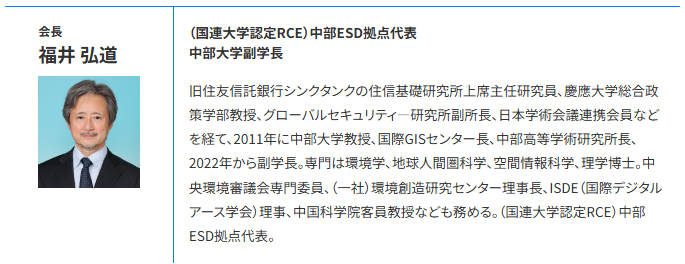 会長
福井 弘道
（国連大学認定RCE）中部ESD拠点代表
中部大学副学長
旧住友信託銀行シンクタンクの住信基礎研究所上席主任研究員、慶應大学総合政
策学部教授、グローバルセキュリティ―研究所副所長、日本学術会議連携会員など
を経て、2011年に中部大学教授、国際GISセンター長、中部高等学術研究所長、
2022年から副学長。専門は環境学、地球人間圏科学、空間情報科学、理学博士。中
央環境審議会専門委員、（一社）環境創造研究センター理事長、ISDE（国際デジタル
アース学会）理事、中国科学院客員教授なども務める。（国連大学認定RCE）中部
ESD拠点代表。